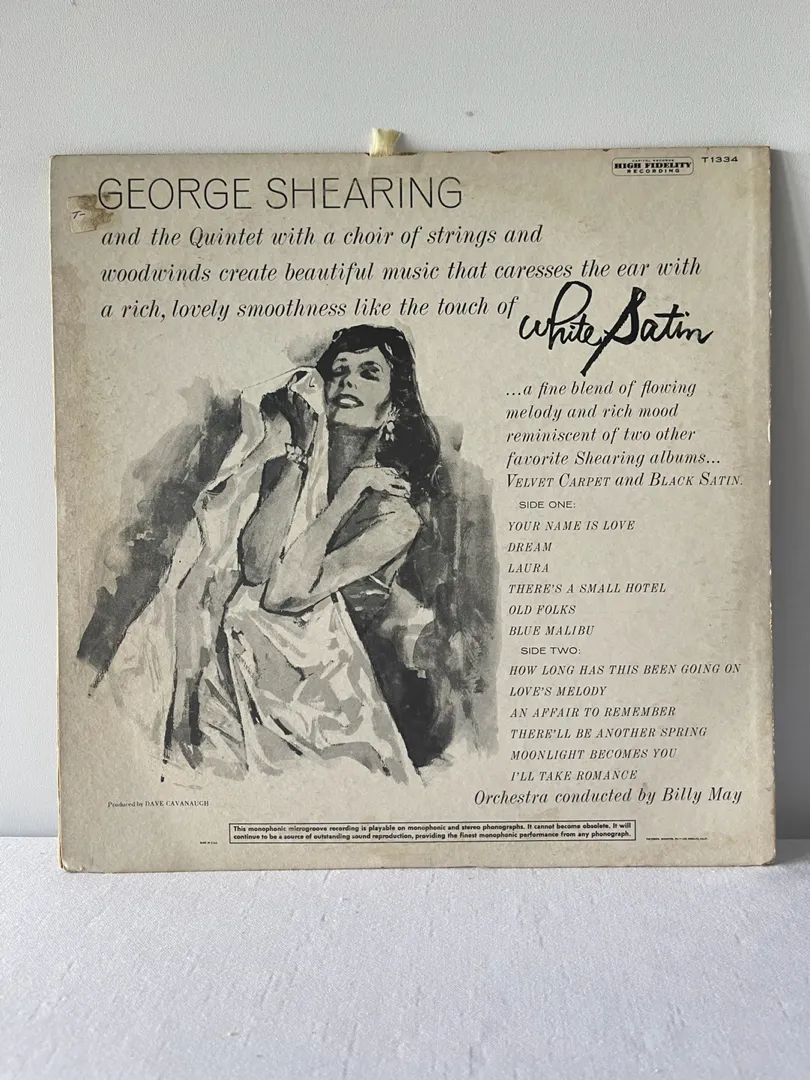 CAPITOL RECORDS
HIGH FIDELITY
RECORDING
T1334
T-
GEORGE SHEARING
and the Quintet with a choir of strings and
woodwinds create beautiful music that caresses the ear with
a rich, lovely smoothness like the touch of
White Satin
...a fine blend of flowing
melody and rich mood
reminiscent of two other
favorite Shearing albums...
VELVET CARPET and BLACK SATIN.
SIDE ONE:
YOUR NAME IS LOVE
DREAM
LAURA
THERE'S A SMALL HOTEL
OLD FOLKS
BLUE MALIBU
SIDE TWO:
HOW LONG HAS THIS BEEN GOING ON
LOVE'S MELODY
AN AFFAIR TO REMEMBER
THERE'LL BE ANOTHER SPRING
MOONLIGHT BECOMES YOU
I'LL TAKE ROMANCE
Orchestra conducted by Billy May
Produced by DAVE CAVANAUGH
This monophonic microgroove recording is playable on monophonic and stereo phonographs. It cannot become obsolete. It will
continue to be a source of outstanding sound reproduction, providing the finest monophonic performance from any phonograph.